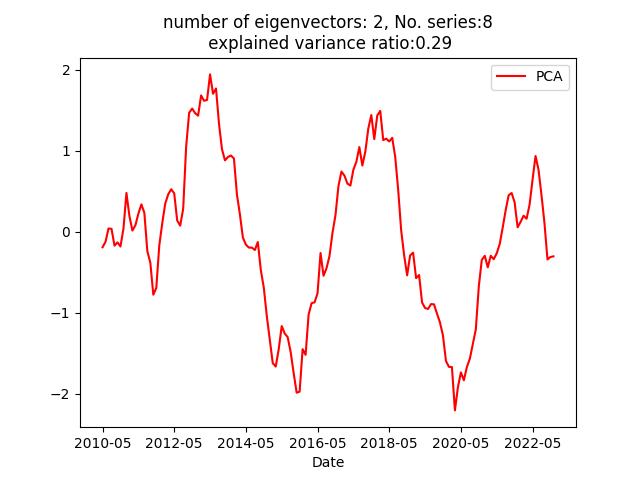 number of eigenvectors: 2, No. series:8
explained variance ratio:0.29
PCA
2
1
0
−1
−2
2010-05 2012-05 2014-05 2016-05 2018-05 2020-05 2022-05
Date